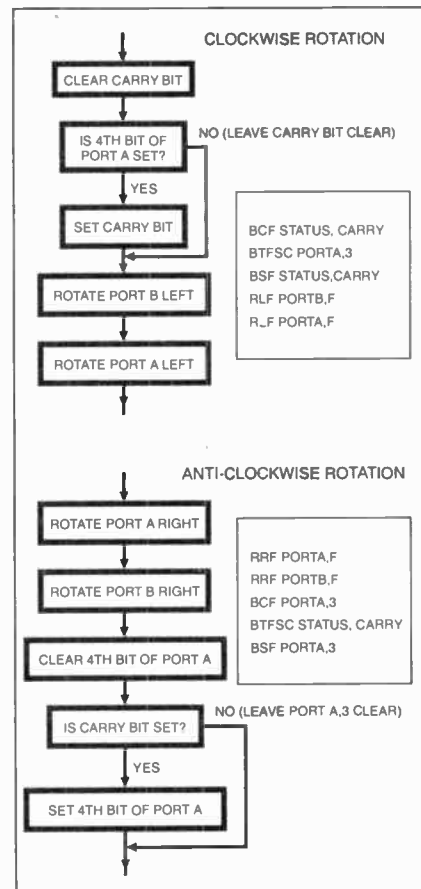 CLOCKWISE ROTATION
CLEAR CARRY BIT
NO (LEAVE CARRY BIT CLEAR)
IS 4TH BIT OF
PORT A SET?
YES
SET CARRY BIT
ROTATE PORT B LEFT
ROTATE PORT A LEFT
BCF STATUS, CARRY
BTFSC PORTA,3
BSF STATUS,CARRY
RLF PORTB,F
RLF PORTA,F
ANTI-CLOCKWISE ROTATION
ROTATE PORT A RIGHT
ROTATE PORT B RIGHT
CLEAR 4TH BIT OF PORT A
NO (LEAVE PORT A,3 CLEAR)
IS CARRY BIT SET?
YES
SET 4TH BIT OF PORT A
RRF PORTA,F
RRF PORTB,F
BCF PORTA,3
BTFSC STATUS, CARRY
BSF PORTA,3